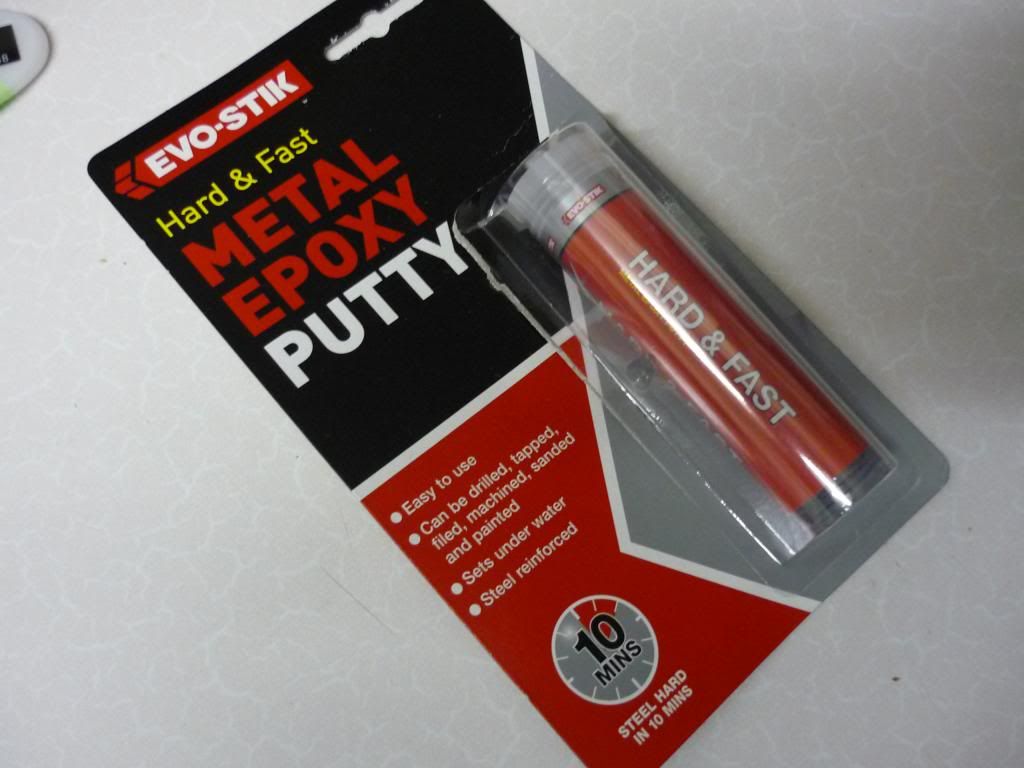 EVO-STIK
Hard & Fast
METAL
EPOXY
PUTTY
EVO-STIK
HARD & FAST
Easy to use
Can be drilled, tapped,
filed, machined, sanded
and painted
Sets under water
Steel reinforced
10
MINS
STEEL HARD
IN 10 MINS